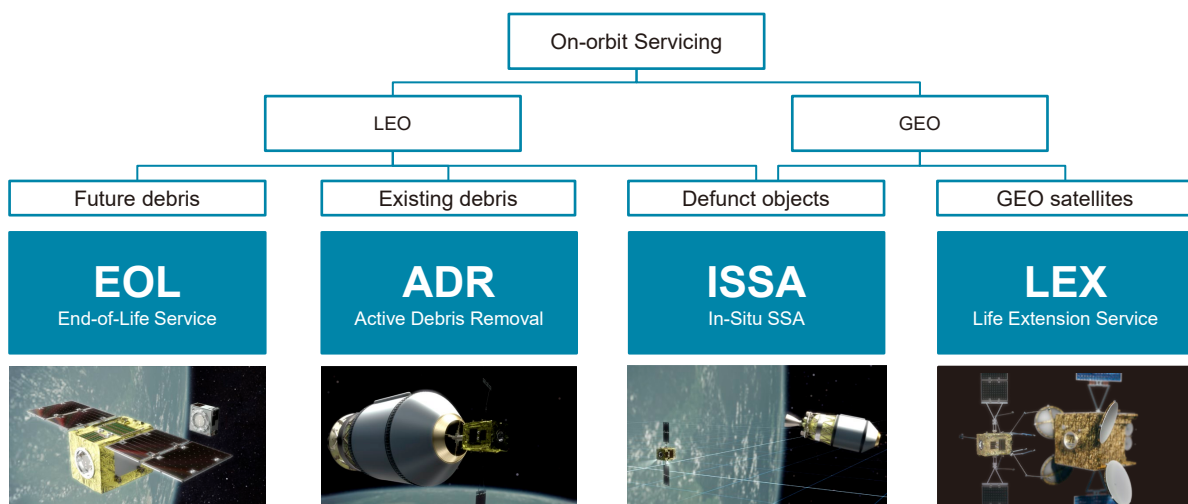 On-orbit Servicing
LEO
GEO
Future debris
Existing debris
Defunct objects
GEO satellites
EOL
End-of-Life Service
ADR
Active Debris Removal
ISSA
In-Situ SSA
LEX
Life Extension Service